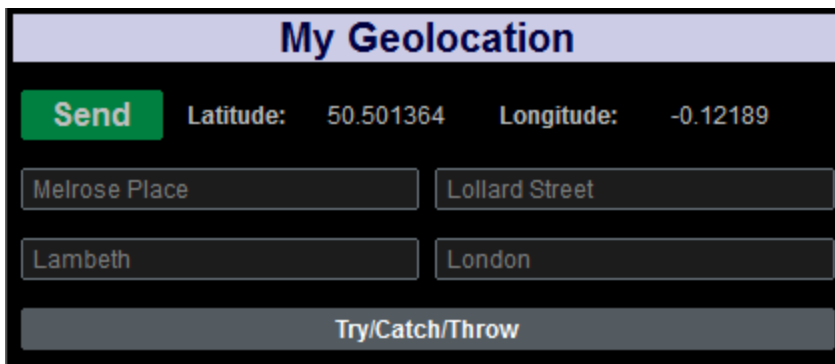 My Geolocation
Send Latitude: 50.501364 Longitude: -0.12189
Melrose Place Lollard Street
Lambeth London
Try/Catch/Throw